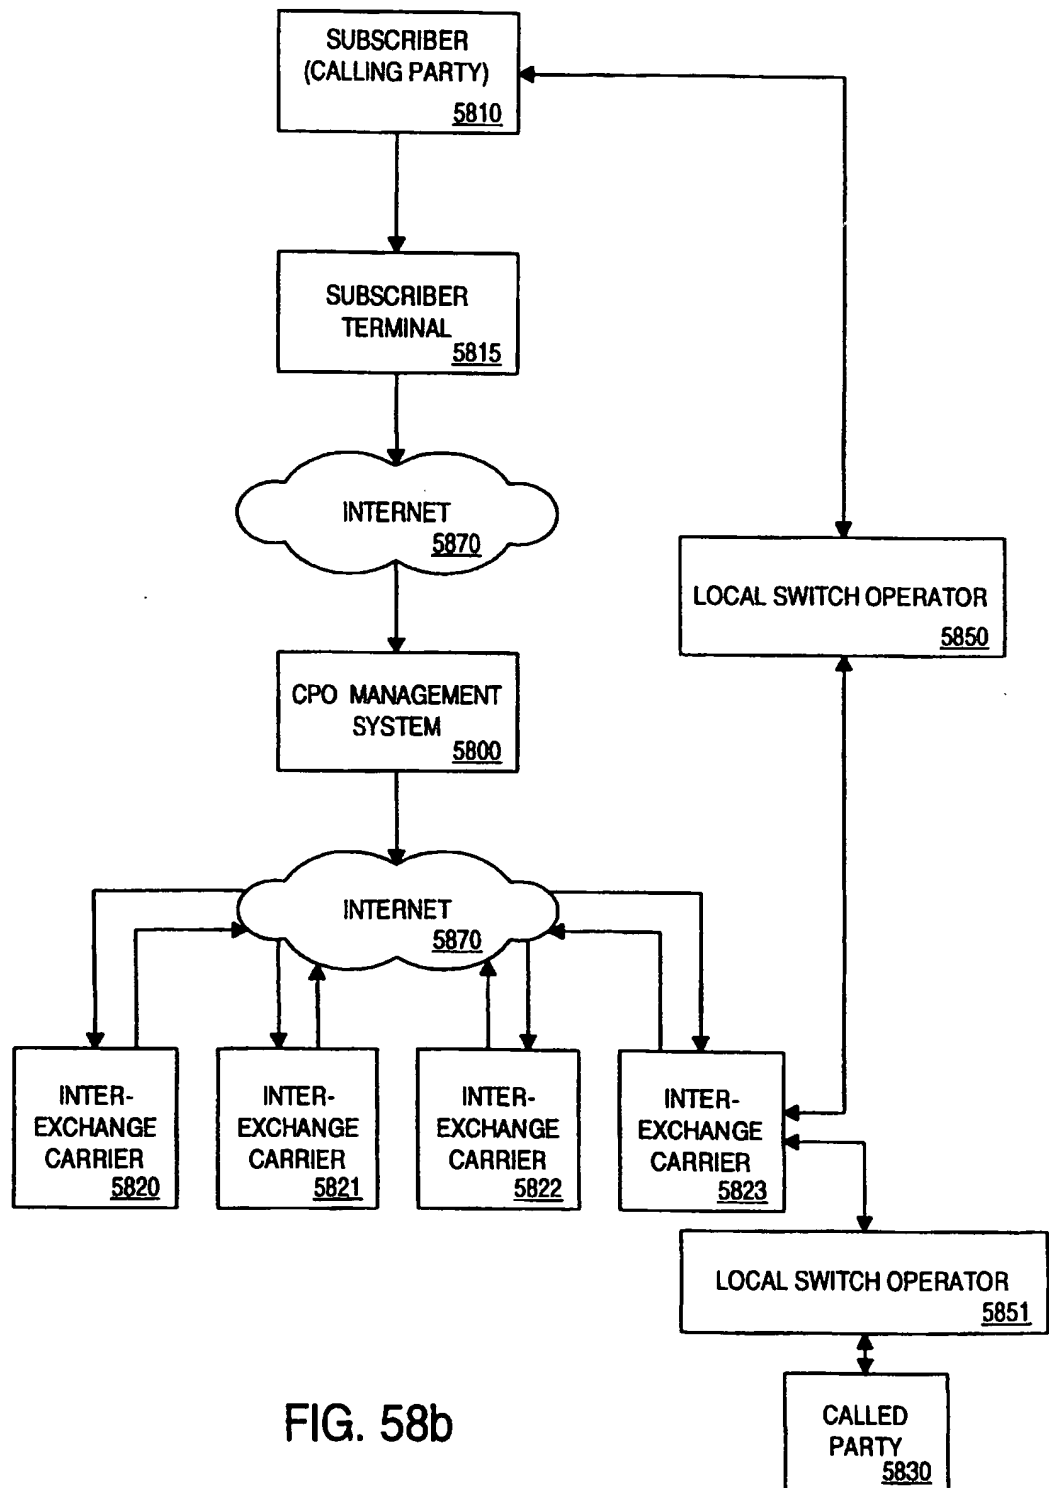 SUBSCRIBER
(CALLING PARTY)
5810
SUBSCRIBER
TERMINAL
5815
INTERNET
5870
LOCAL SWITCH OPERATOR
5850
CPO MANAGEMENT
SYSTEM
5800
INTERNET
5870
INTER-
EXCHANGE
CARRIER
5820
INTER-
EXCHANGE
CARRIER
5821
INTER-
EXCHANGE
CARRIER
5822
INTER-
EXCHANGE
CARRIER
5823
LOCAL SWITCH OPERATOR
5851
CALLED
PARTY
5830
FIG. 58b